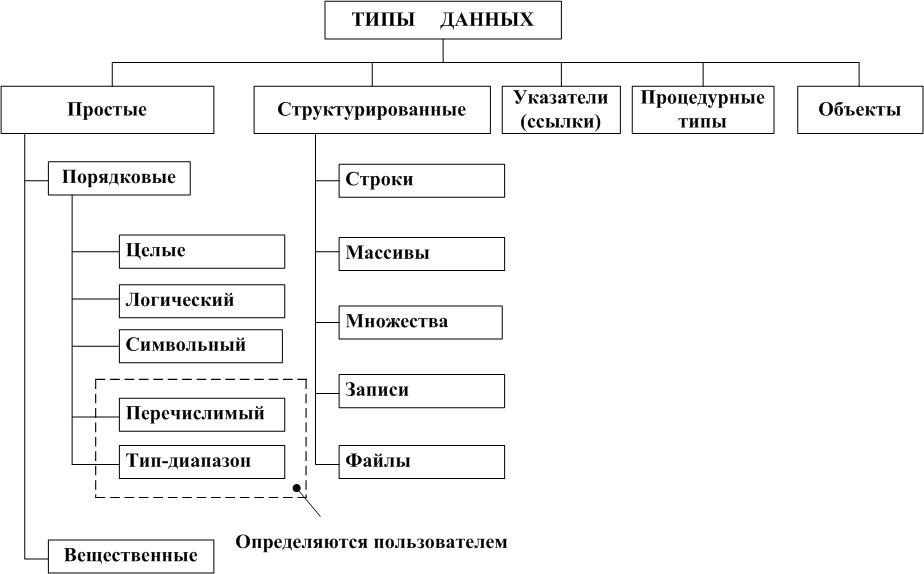 ТИПЫ ДАННЫХ
Простые
Структурированные
Указатели
(ссылки)
Процедурные
типы
Объекты
Порядковые
Целые
Логический
Символьный
Перечислимый
Тип-диапазон
Определяются пользователем
Вещественные
Строки
Массивы
Множества
Записи
Файлы